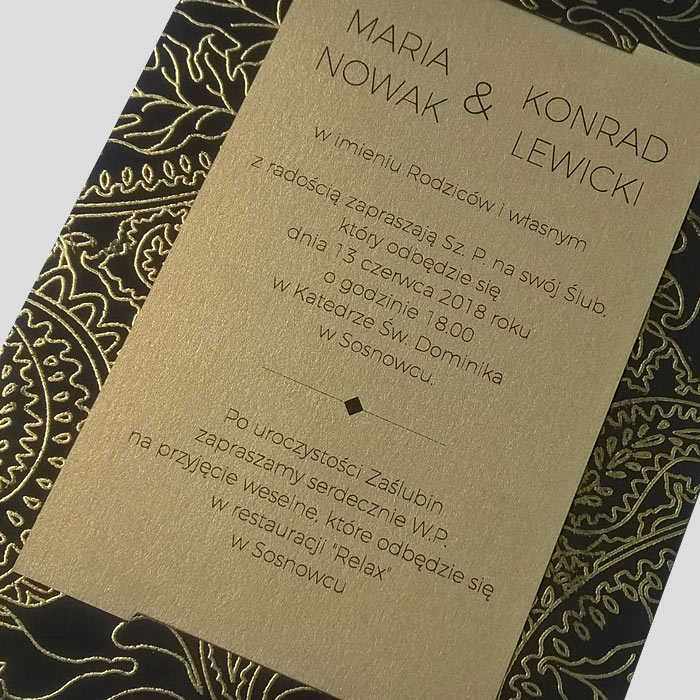 MARIA
NOWAK
&
KONRAD
LEWICKI
w imieniu Rodziców i własnym
z radością zapraszają Sz. P. na swój Ślub,
który odbędzie się
dnia 13 czerwca 2018 roku
o godzinie 18:00
w Katedrze Św. Dominika
w Sosnowcu.
Po uroczystości Zaślubin
zapraszamy serdecznie W.P.
na przyjęcie weselne, które odbędzie się
w restauracji "Relax"
w Sosnowcu